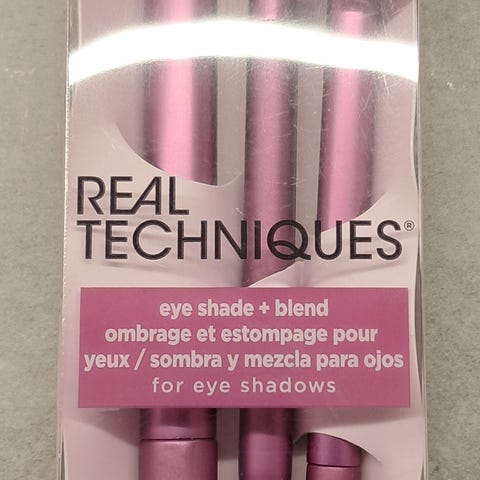 REAL
TECHNIQUES®
eye shade + blend
ombrage et estompage pour
yeux / sombra y mezcla para ojos
for eye shadows